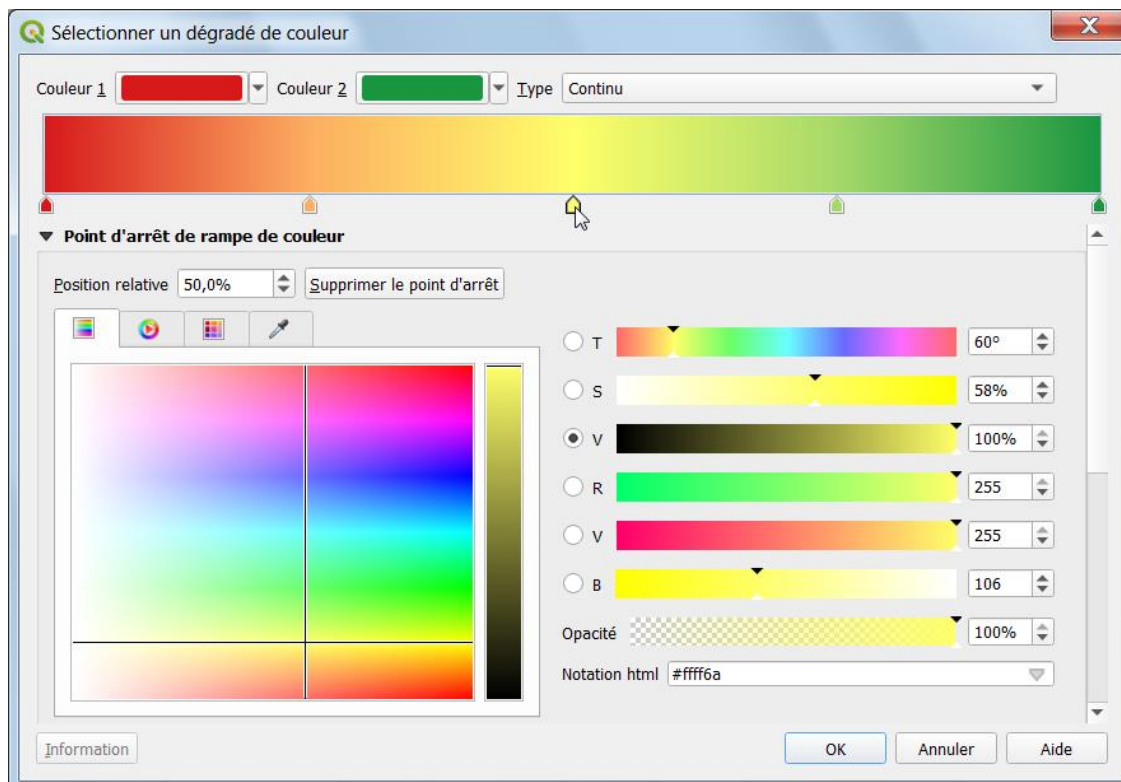 Sélectionner un dégradé de couleur
Couleur 1 Couleur 2 Type Continu
Point d'arrêt de rampe de couleur
Position relative 50,0% Supprimer le point d'arrêt
T 60°
S 58%
V 100%
R 255
V 255
B 106
Opacité 100%
Notation html #ffff6a
Information OK Annuler Aide